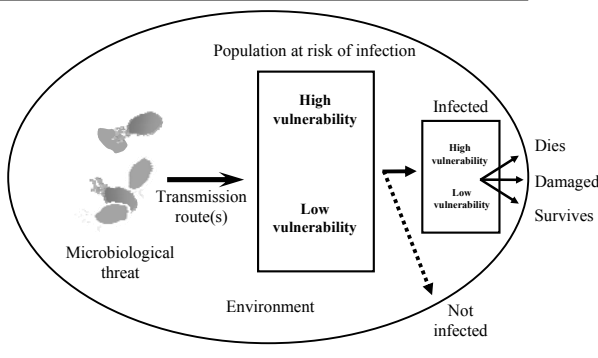 Population at risk of infection
High
vulnerability
Low
vulnerability
Infected
High
vulnerability
Low
vulnerability
Dies
Damaged
Survives
Transmission
route(s)
Microbiological
threat
Environment
Not
infected